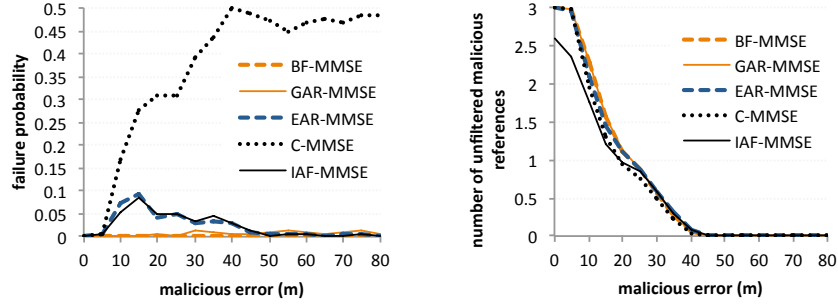 0.5
0.45
0.4
0.35
0.3
0.25
0.2
0.15
0.1
0.05
0
failure probability
BF-MMSE
GAR-MMSE
EAR-MMSE
C-MMSE
IAF-MMSE
0 10 20 30 40 50 60 70 80
malicious error (m)
3
2.5
2
1.5
1
0.5
0
number of unfiltered malicious
references
BF-MMSE
GAR-MMSE
EAR-MMSE
C-MMSE
IAF-MMSE
0 10 20 30 40 50 60 70 80
malicious error (m)